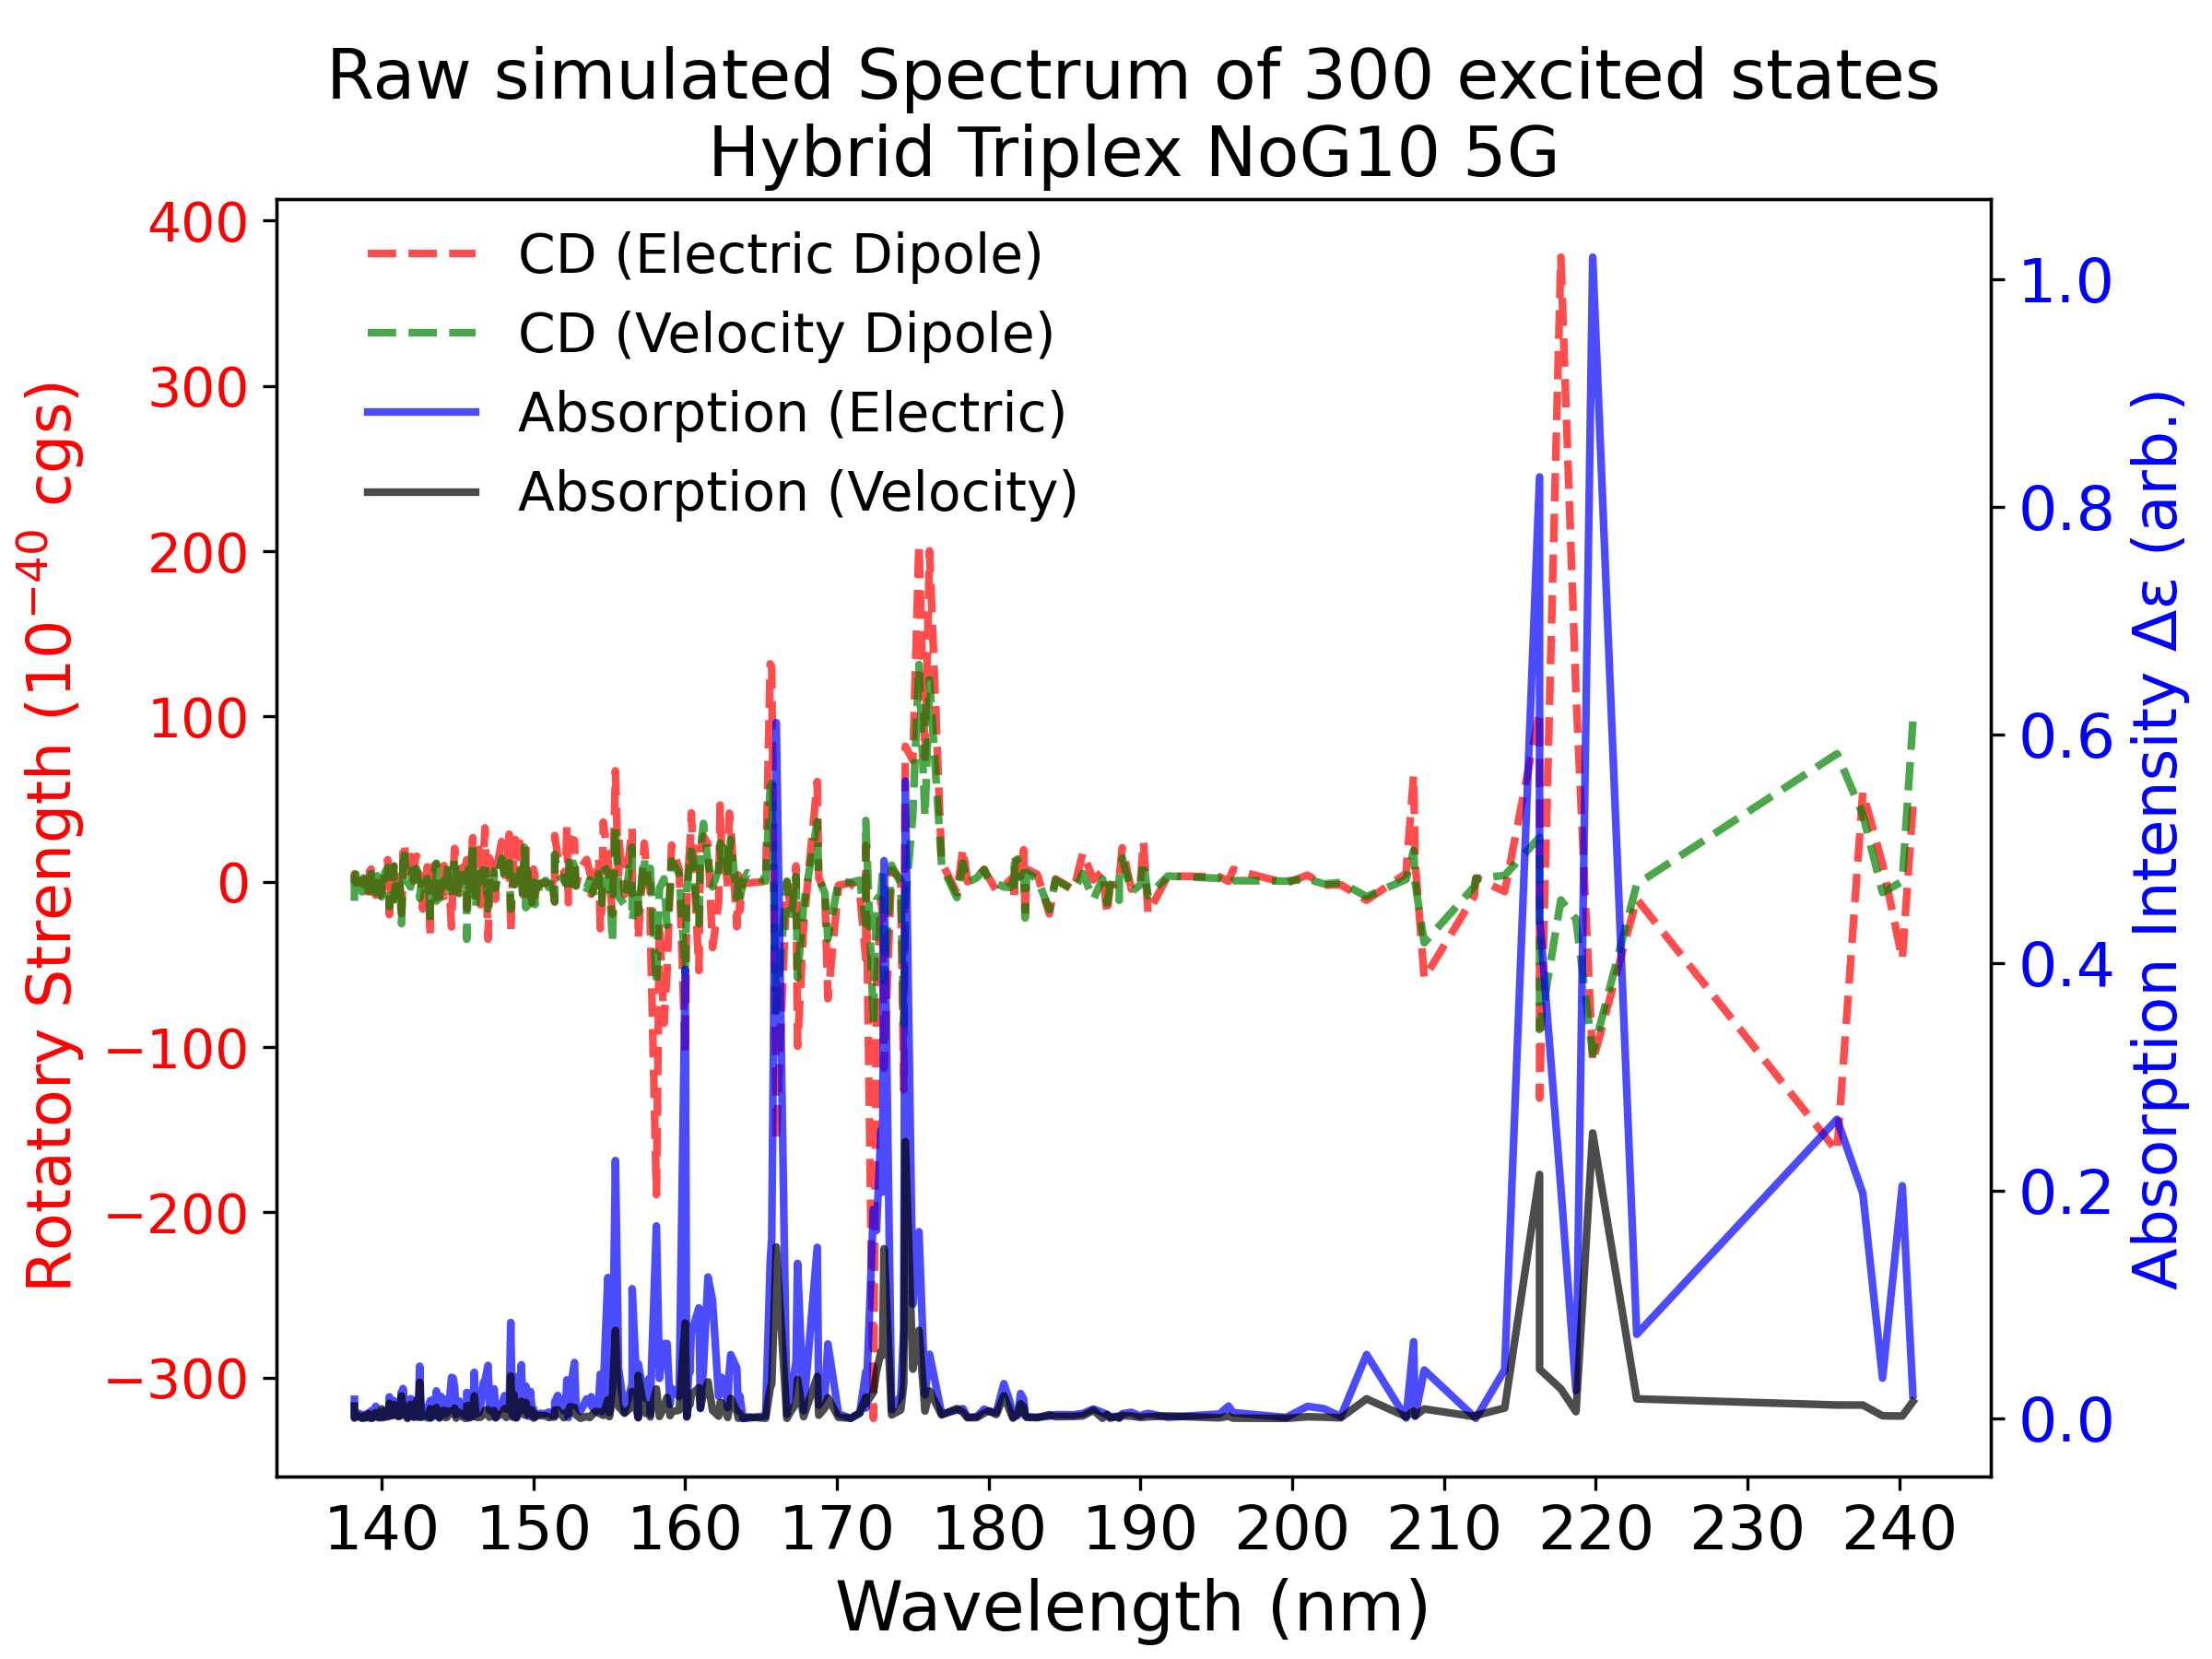 Raw simulated Spectrum of 300 excited states
Hybrid Triplex NoG10 5G
CD (Electric Dipole)
CD (Velocity Dipole)
Absorption (Electric)
Absorption (Velocity)
Rotatory Strength (10⁻⁴⁰ cgs)
400
300
200
100
0
−100
−200
−300
1.0
0.8
0.6
0.4
0.2
0.0
Absorption Intensity Δε (arb.)
140 150 160 170 180 190 200 210 220 230 240
Wavelength (nm)